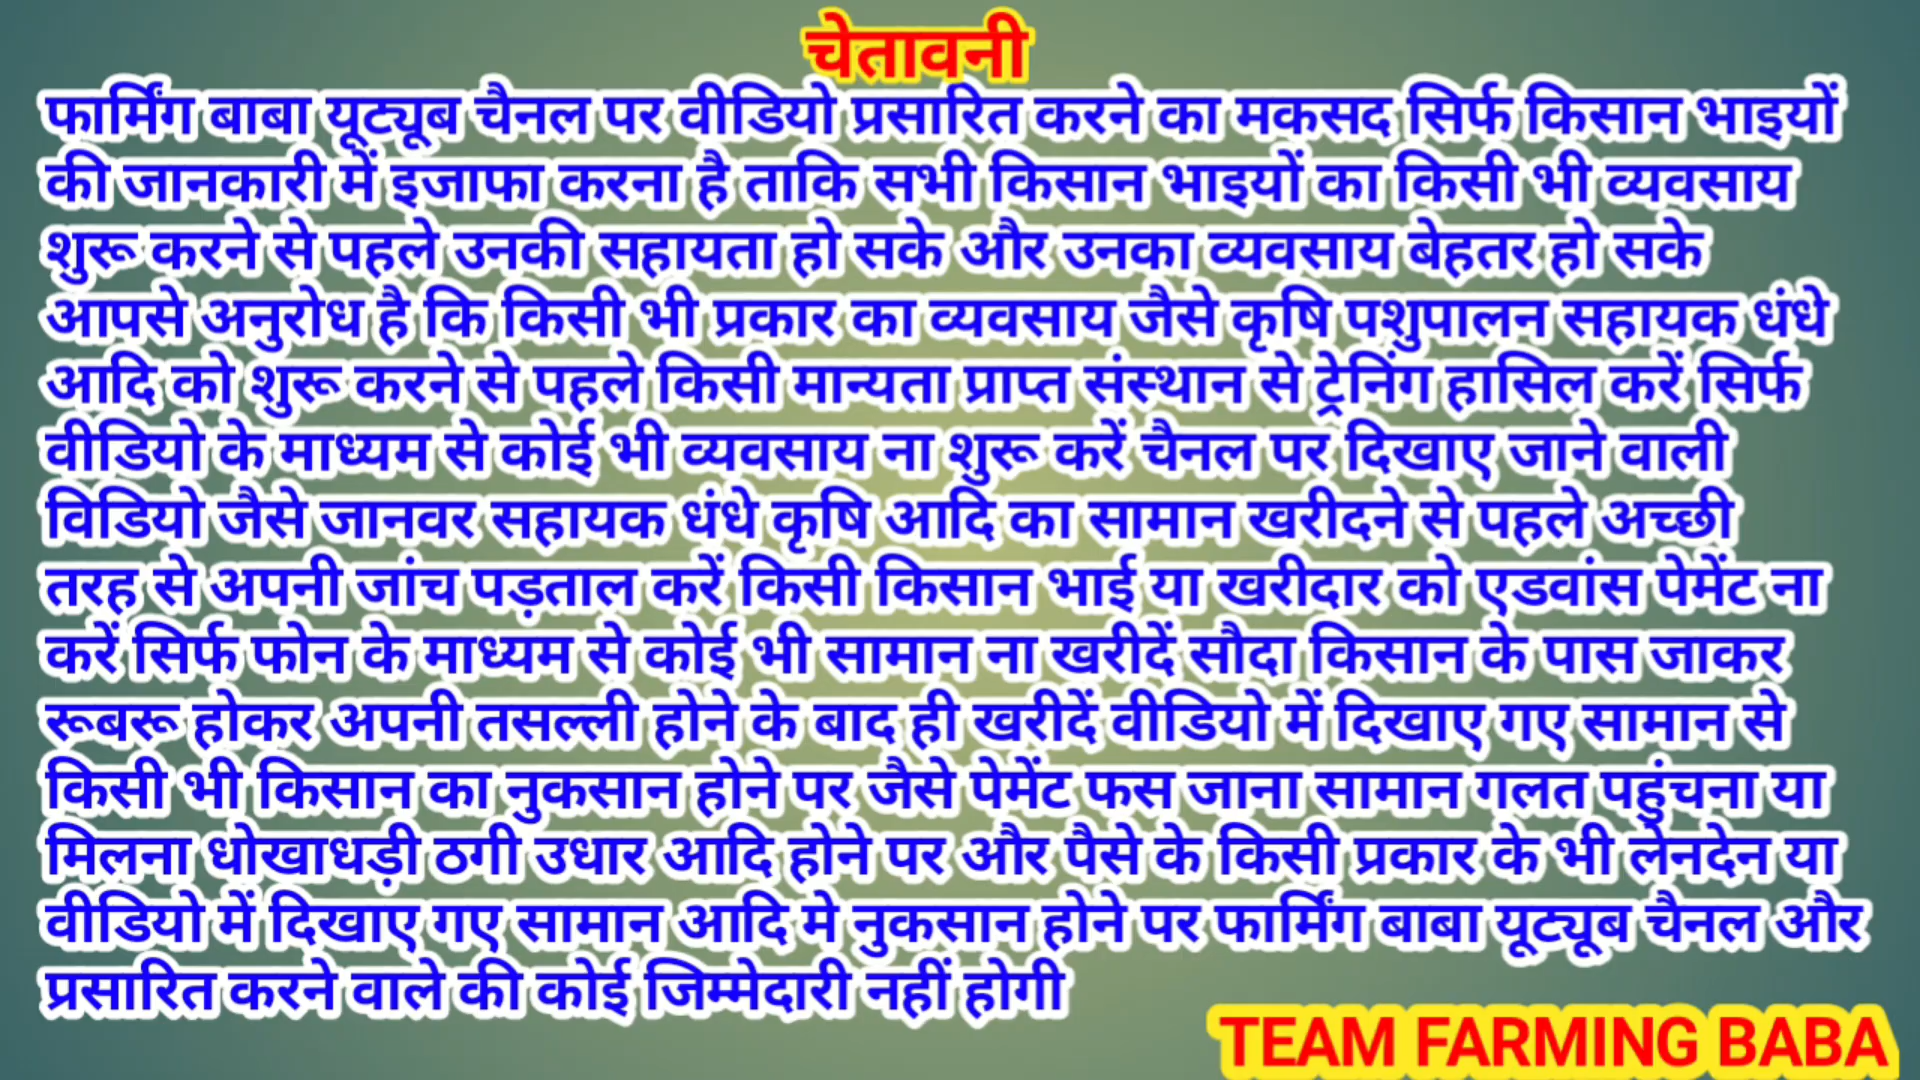 चेतावनी
फार्मिंग बाबा यूट्यूब चैनल पर वीडियो प्रसारित करने का मकसद सिर्फ किसान भाइयों
की जानकारी में इजाफा करना है ताकि सभी किसान भाइयों का किसी भी व्यवसाय
शुरू करने से पहले उनकी सहायता हो सके और उनका व्यवसाय बेहतर हो सके
आपसे अनुरोध है कि किसी भी प्रकार का व्यवसाय जैसे कृषि पशुपालन सहायक धंधे
आदि को शुरू करने से पहले किसी मान्यता प्राप्त संस्थान से ट्रेनिंग हासिल करें सिर्फ
वीडियो के माध्यम से कोई भी व्यवसाय ना शुरू करें चैनल पर दिखाए जाने वाली
विडियो जैसे जानवर सहायक धंधे कृषि आदि का सामान खरीदने से पहले अच्छी
तरह से अपनी जांच पड़ताल करें किसी किसान भाई या खरीदार को एडवांस पेमेंट ना
करें सिर्फ फोन के माध्यम से कोई भी सामान ना खरीदें सौदा किसान के पास जाकर
रूबरू होकर अपनी तसल्ली होने के बाद ही खरीदें वीडियो में दिखाए गए सामान से
किसी भी किसान का नुकसान होने पर जैसे पेमेंट फस जाना सामान गलत पहुंचना या
मिलना धोखाधड़ी ठगी उधार आदि होने पर और पैसे के किसी प्रकार के भी लेनदेन या
वीडियो में दिखाए गए सामान आदि मे नुकसान होने पर फार्मिंग बाबा यूट्यूब चैनल और
प्रसारित करने वाले की कोई जिम्मेदारी नहीं होगी
TEAM FARMING BABA